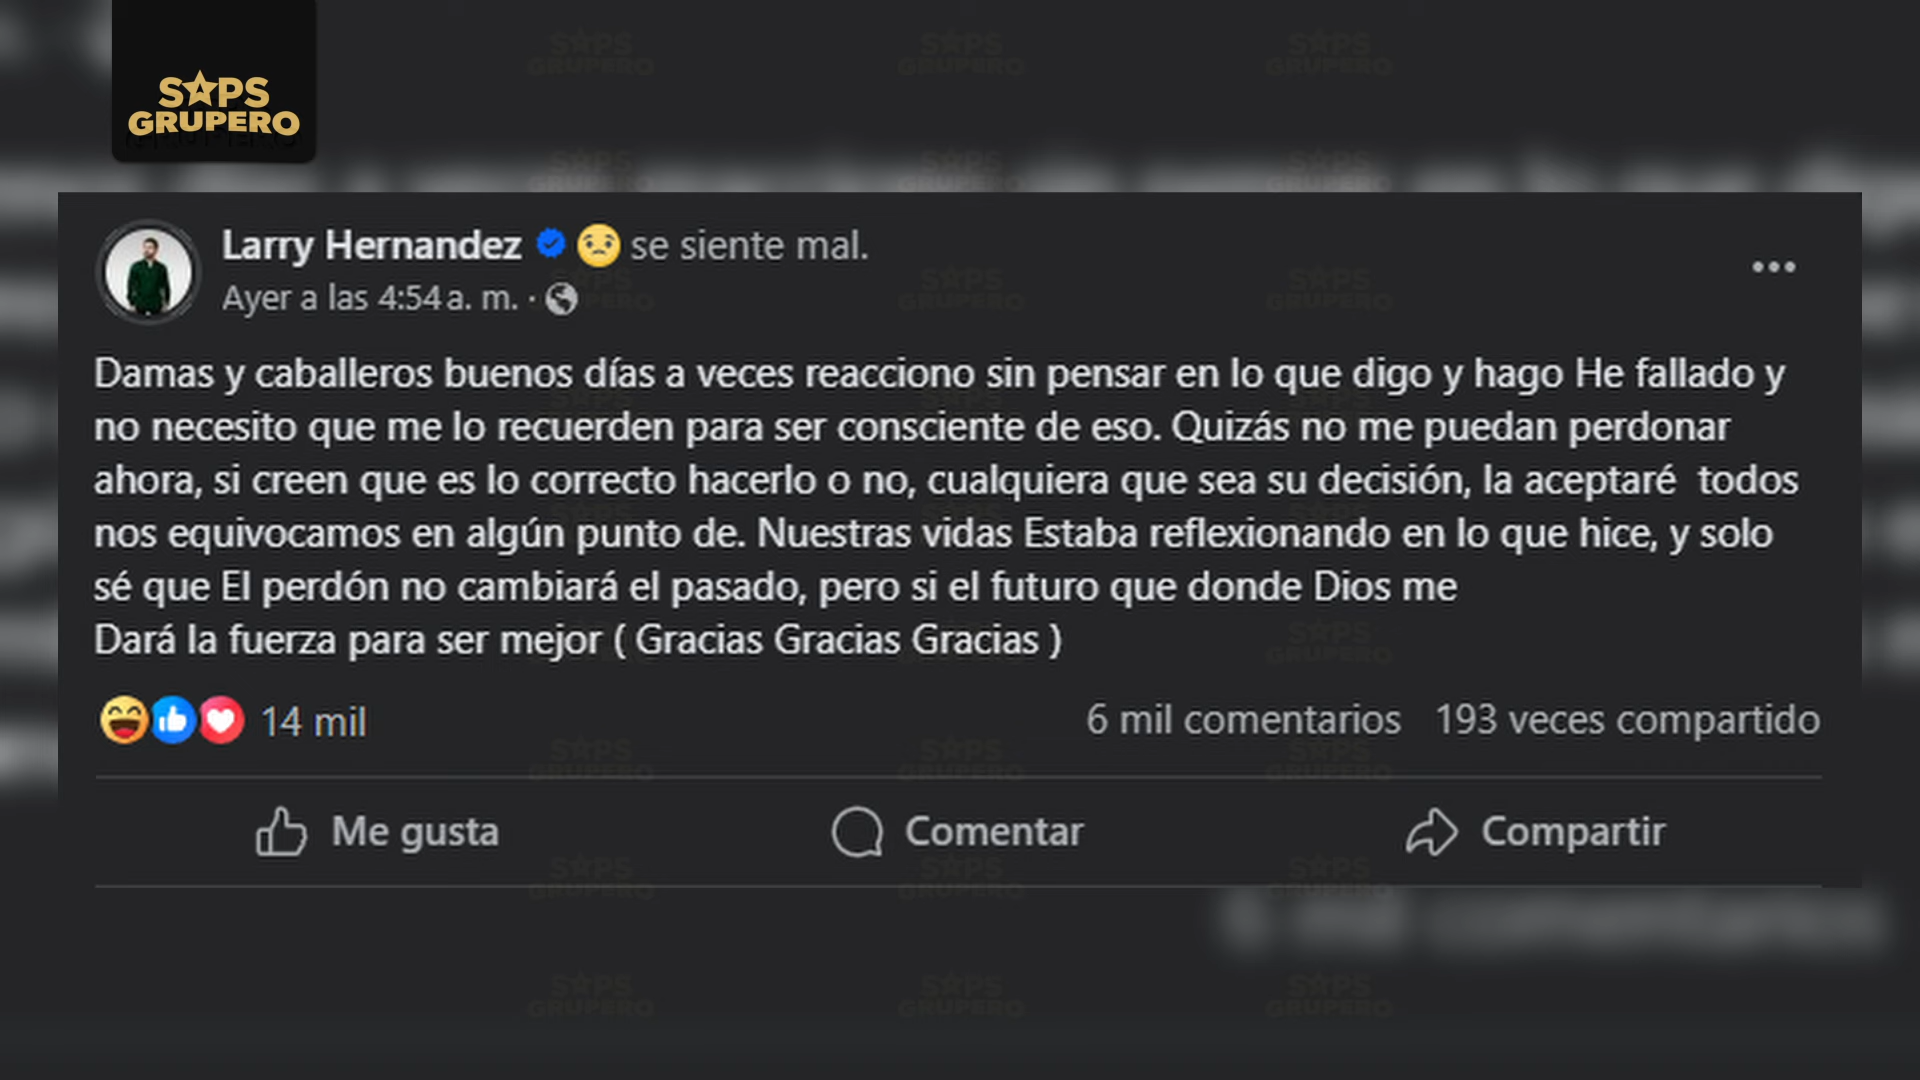 SAPS
GRUPERO
Larry Hernandez se siente mal.
Ayer a las 4:54 a. m. ·
Damas y caballeros buenos días a veces reacciono sin pensar en lo que digo y hago He fallado y
no necesito que me lo recuerden para ser consciente de eso. Quizás no me puedan perdonar
ahora, si creen que es lo correcto hacerlo o no, cualquiera que sea su decisión, la aceptaré  todos
nos equivocamos en algún punto de. Nuestras vidas Estaba reflexionando en lo que hice, y solo
sé que El perdón no cambiará el pasado, pero si el futuro que donde Dios me
Dará la fuerza para ser mejor ( Gracias Gracias Gracias )
14 mil
6 mil comentarios 193 veces compartido
Me gusta Comentar Compartir
6 mil comentarios